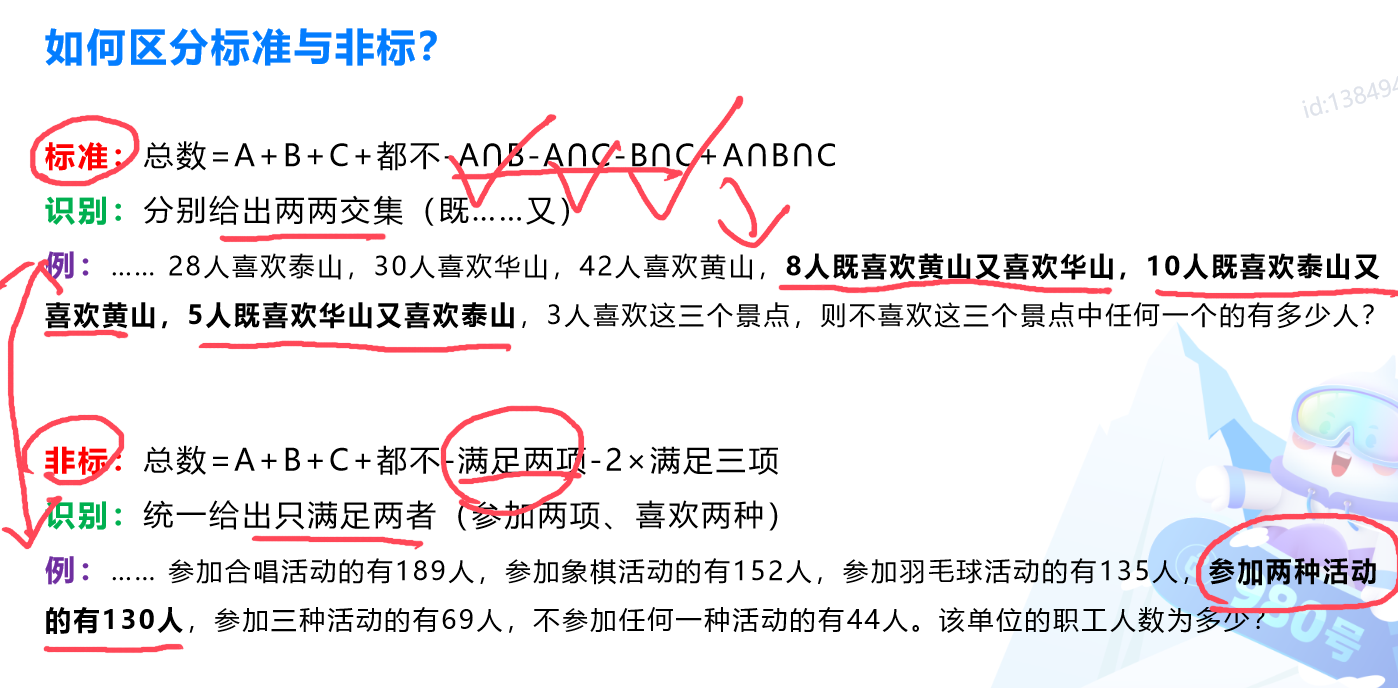 如何区分标准与非标？
id:138494
标准：总数=A+B+C+都不-A∩B-A∩C-B∩C+A∩B∩C
识别：分别给出两两交集（既……又）
例：…… 28人喜欢泰山，30人喜欢华山，42人喜欢黄山，8人既喜欢黄山又喜欢华山，10人既喜欢泰山又
喜欢黄山，5人既喜欢华山又喜欢泰山，3人喜欢这三个景点，则不喜欢这三个景点中任何一个的有多少人？
非标：总数=A+B+C+都不-满足两项-2×满足三项
识别：统一给出只满足两者（参加两项、喜欢两种）
例：…… 参加合唱活动的有189人，参加象棋活动的有152人，参加羽毛球活动的有135人，参加两种活动
的有130人，参加三种活动的有69人，不参加任何一种活动的有44人。该单位的职工人数为多少？
980号